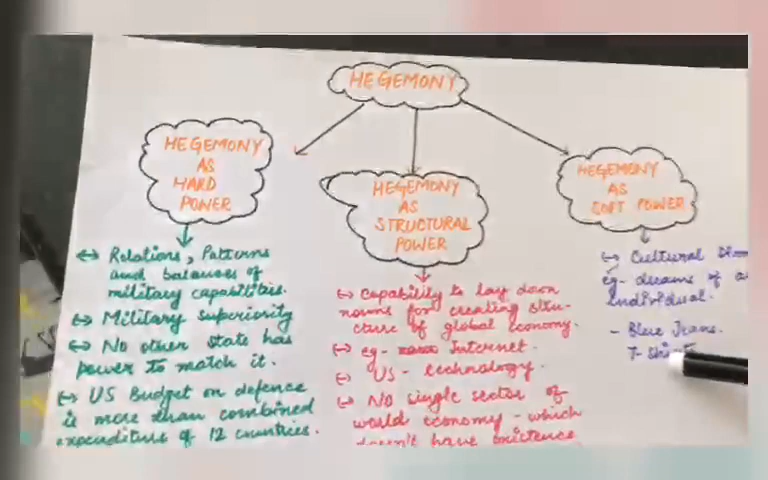 HEGEMONY
HEGEMONY
AS
HARD
POWER
↔ Relations, Patterns
and balances of
military capabilities.
↔ Military superiority
↔ No other state has
power to match it.
↔ US Budget on defence
is more than combined
expenditure of 12 countries.
HEGEMONY
AS
STRUCTURAL
POWER
↔ Capability to lay down
norms for creating Stru-
cture of global economy.
↔ eg - Internet.
↔ US - technology.
↔ No single sector of
world economy - which
doesn't have existence
HEGEMONY
AS
SOFT POWER
↔ Cultural
eg - dreams of
individual.
- Blue Jeans.